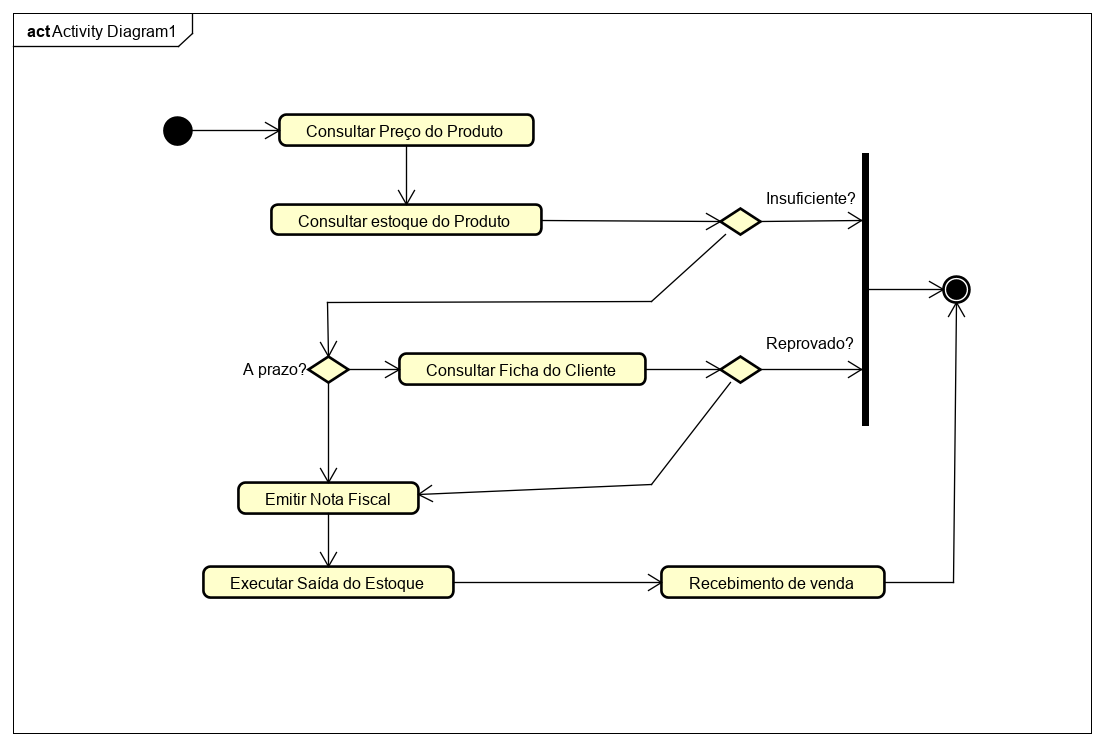 act Activity Diagram1
Consultar Preço do Produto
Consultar estoque do Produto
Insuficiente?
A prazo?
Consultar Ficha do Cliente
Reprovado?
Emitir Nota Fiscal
Executar Saída do Estoque
Recebimento de venda